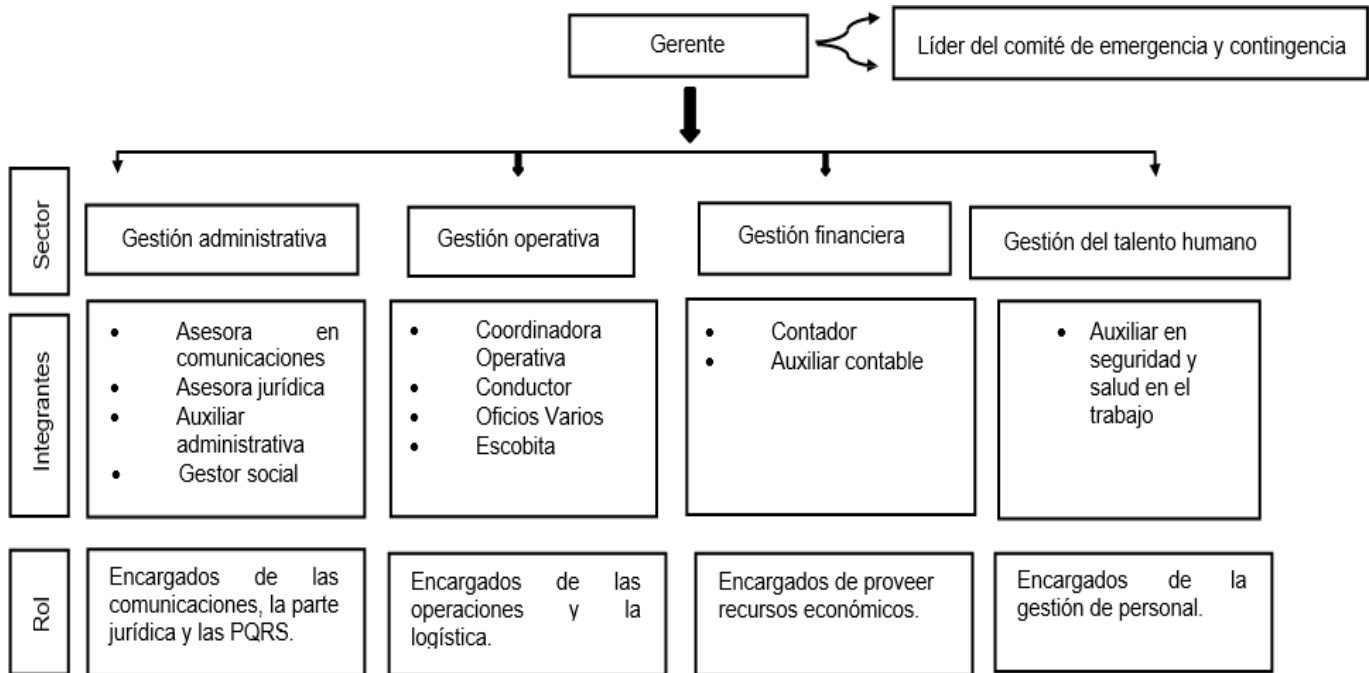 Gerente
Líder del comité de emergencia y contingencia
Sector
Gestión administrativa
Gestión operativa
Gestión financiera
Gestión del talento humano
Integrantes
• Asesora en
comunicaciones
• Asesora jurídica
• Auxiliar
administrativa
• Gestor social
• Coordinadora
Operativa
• Conductor
• Oficios Varios
• Escobita
• Contador
• Auxiliar contable
• Auxiliar en
seguridad y
salud en el
trabajo
Rol
Encargados de las
comunicaciones, la parte
jurídica y las PQRS.
Encargados de las
operaciones y la
logística.
Encargados de proveer
recursos económicos.
Encargados de la
gestión de personal.